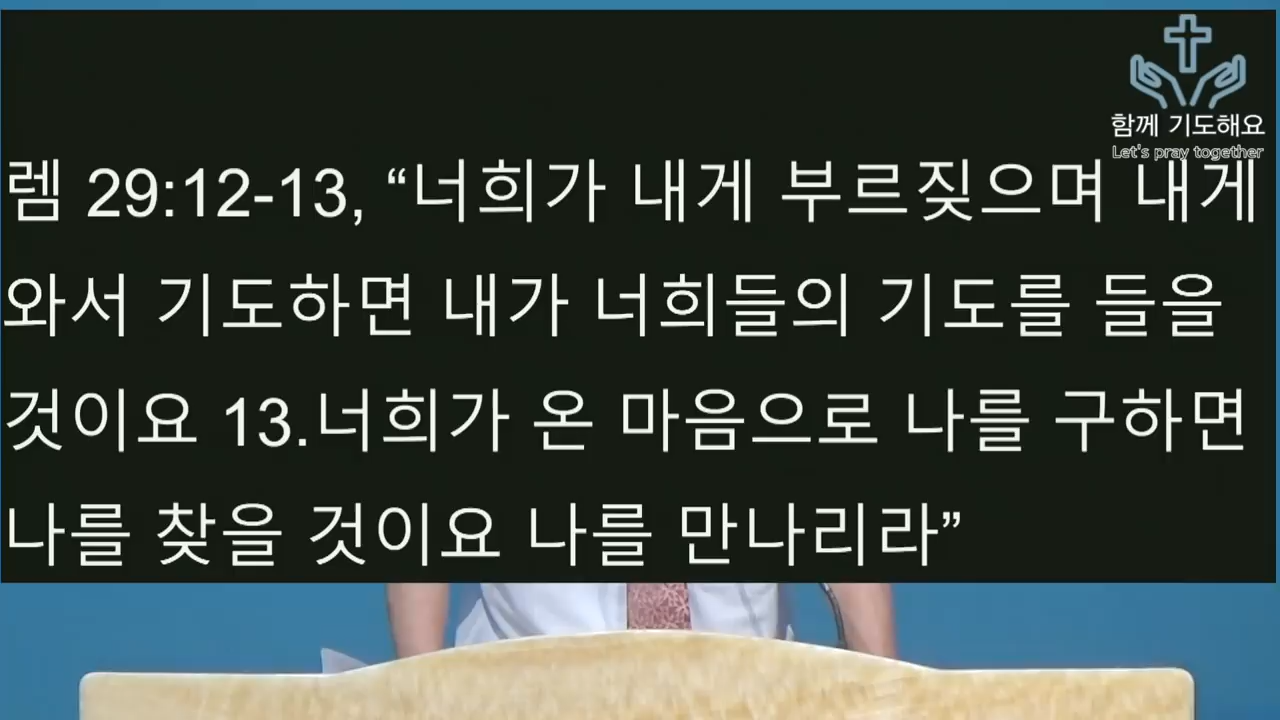 함께 기도해요
Let's pray together
렘 29:12-13, “너희가 내게 부르짖으며 내게
와서 기도하면 내가 너희들의 기도를 들을
것이요 13.너희가 온 마음으로 나를 구하면
나를 찾을 것이요 나를 만나리라”